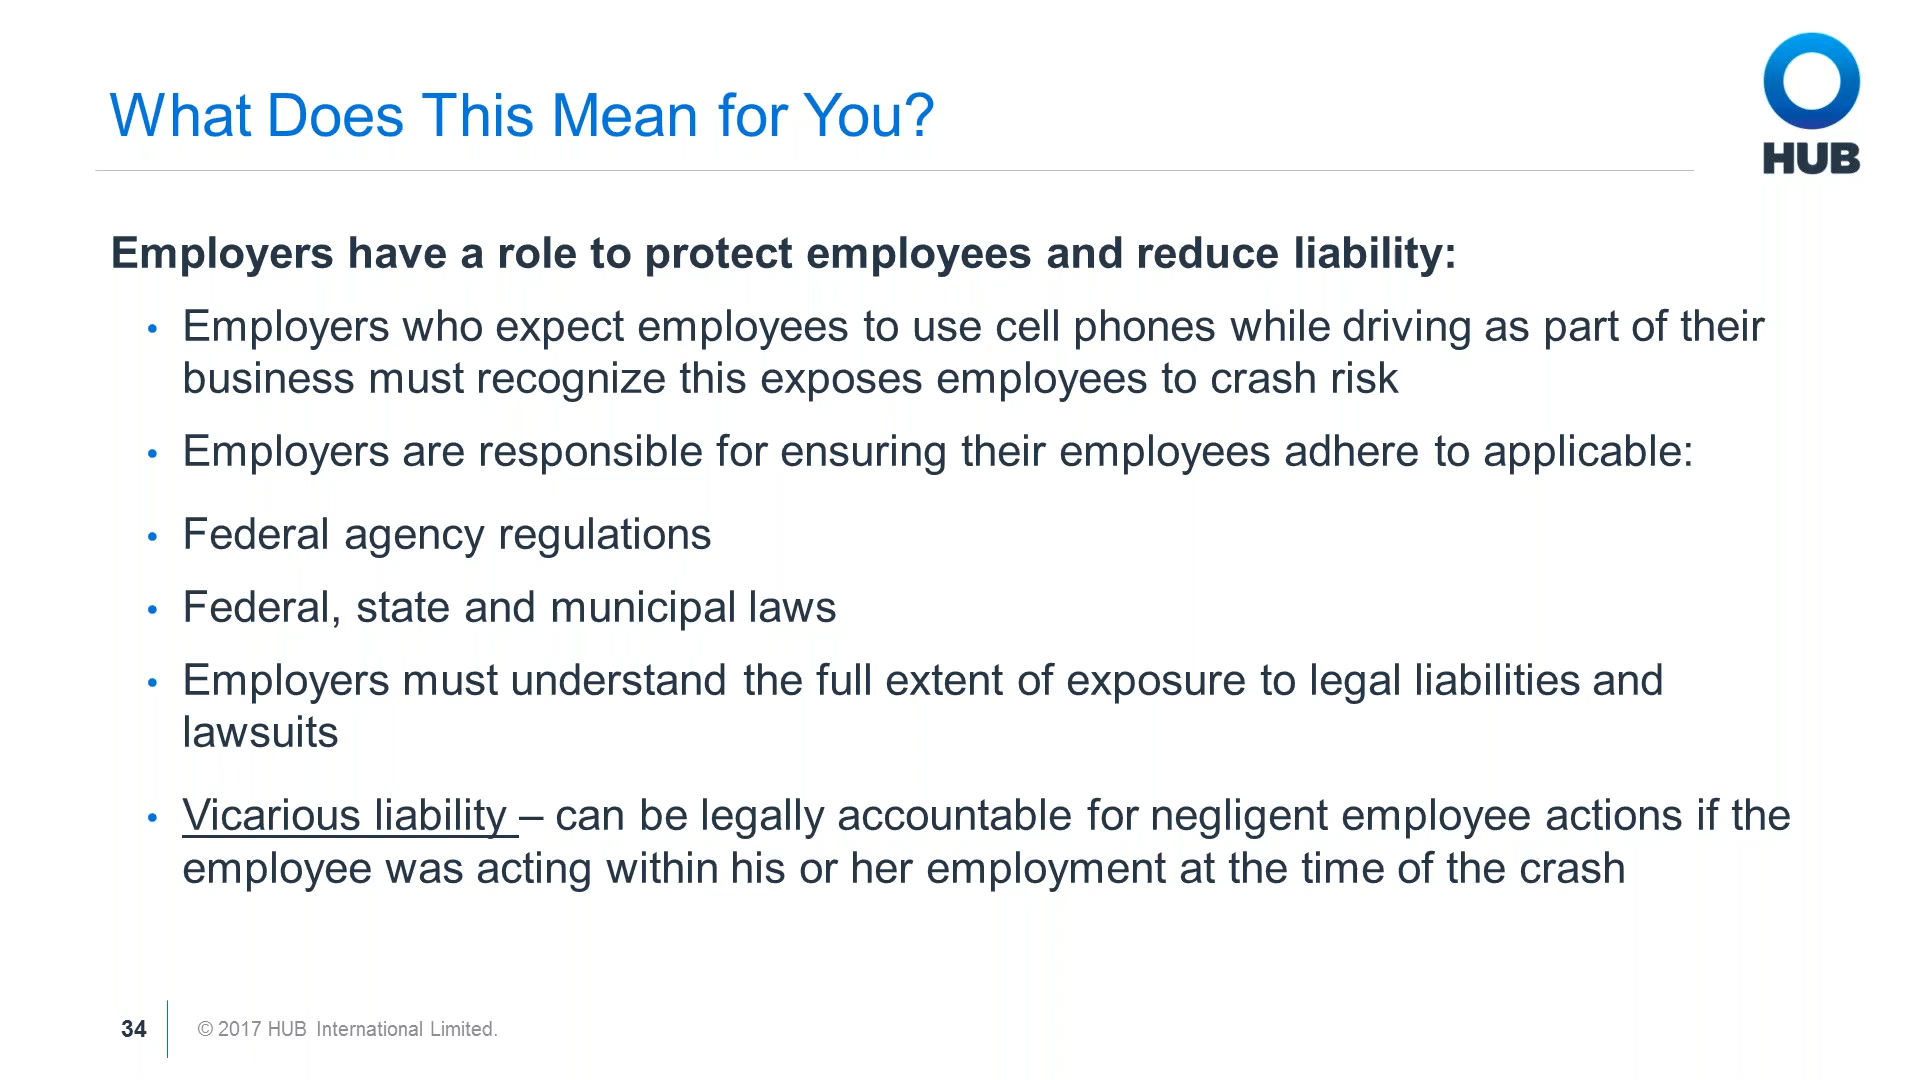 What Does This Mean for You?
HUB
Employers have a role to protect employees and reduce liability:
• Employers who expect employees to use cell phones while driving as part of their
business must recognize this exposes employees to crash risk
• Employers are responsible for ensuring their employees adhere to applicable:
• Federal agency regulations
• Federal, state and municipal laws
• Employers must understand the full extent of exposure to legal liabilities and
lawsuits
• Vicarious liability – can be legally accountable for negligent employee actions if the
employee was acting within his or her employment at the time of the crash
34
© 2017 HUB International Limited.